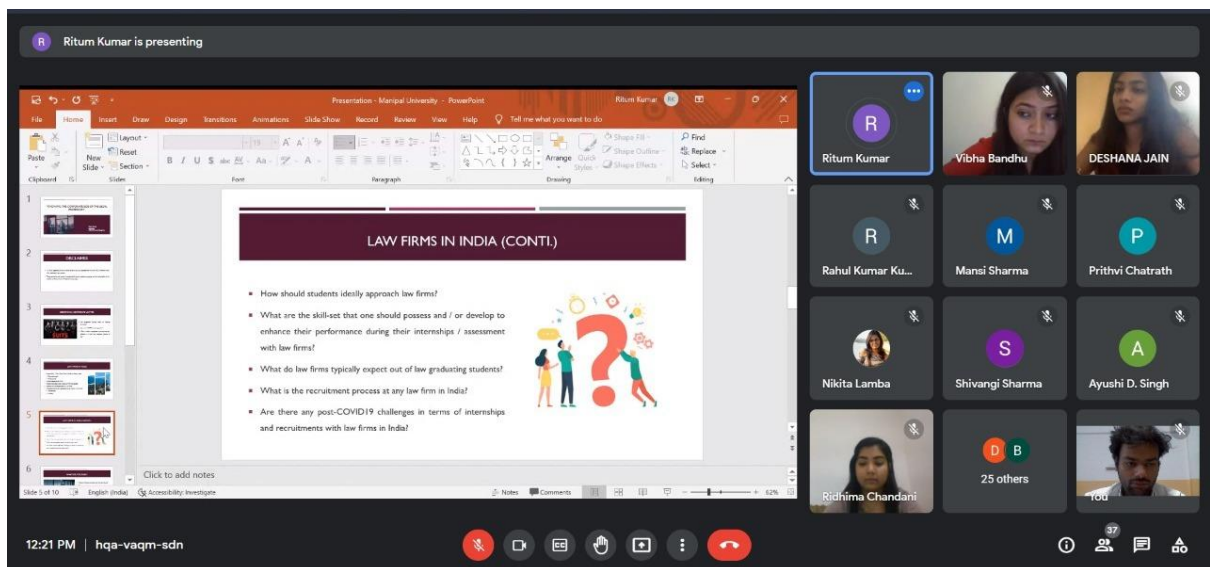 R Ritum Kumar is presenting
Presentation - Manipal University - PowerPoint
Ritum Kumar
File Home Insert Draw Design Transitions Animations Slide Show Record Review View Help Tell me what you want to do
Paste
New
Slide
Layout
Reset
Section
Arrange
Quick
Styles
Shape Fill
Shape Outline
Shape Effects
Find
Replace
Select
Clipboard Slides Font Paragraph Drawing Editing
1
2
3
4
5
6
LAW FIRMS IN INDIA (CONTI.)
How should students ideally approach law firms?
What are the skill-set that one should possess and / or develop to
enhance their performance during their internships / assessment
with law firms?
What do law firms typically expect out of law graduating students?
What is the recruitment process at any law firm in India?
Are there any post-COVID19 challenges in terms of internships
and recruitments with law firms in India?
Click to add notes
Slide 5 of 10 English (India) Accessibility: Investigate Notes Comments 62%
R
Ritum Kumar
Vibha Bandhu
DESHANA JAIN
R
Rahul Kumar Ku...
M
Mansi Sharma
P
Prithvi Chatrath
Nikita Lamba
S
Shivangi Sharma
A
Ayushi D. Singh
Ridhima Chandani
D B
25 others
You
12:21 PM | hqa-vaqm-sdn
37